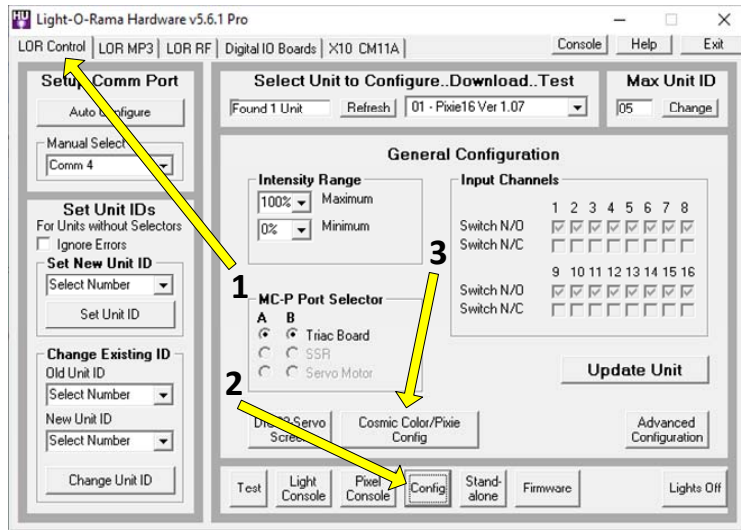 Light-O-Rama Hardware v5.6.1 Pro
LOR Control LOR MP3 LOR RF Digital IO Boards X10 CM11A Console Help Exit
Setup Comm Port
Auto Configure
Manual Select
Comm 4
Set Unit IDs
For Units without Selectors
Ignore Errors
Set New Unit ID
Select Number
Set Unit ID
Change Existing ID
Old Unit ID
Select Number
New Unit ID
Select Number
Change Unit ID
Select Unit to Configure..Download..Test
Found 1 Unit Refresh 01 - Pixie16 Ver 1.07
Max Unit ID
05 Change
General Configuration
Intensity Range
100% Maximum
0% Minimum
Input Channels
1 2 3 4 5 6 7 8
Switch N/O
Switch N/C
9 10 11 12 13 14 15 16
Switch N/O
Switch N/C
1
2
3
MC-P Port Selector
A B
Triac Board
SSR
Servo Motor
Update Unit
Servo
Cosmic Color/Pixie
Config
Advanced
Configuration
Test
Light
Console
Pixel
Console
Config
Stand-
alone
Firmware
Lights Off